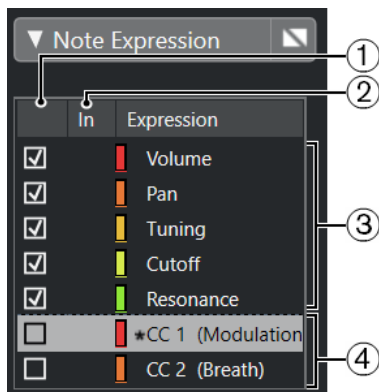 ▼ Note Expression
①
②
In Expression
Volume
Pan
Tuning
③
Cutoff
Resonance
*CC 1 (Modulation
④
CC 2 (Breath)